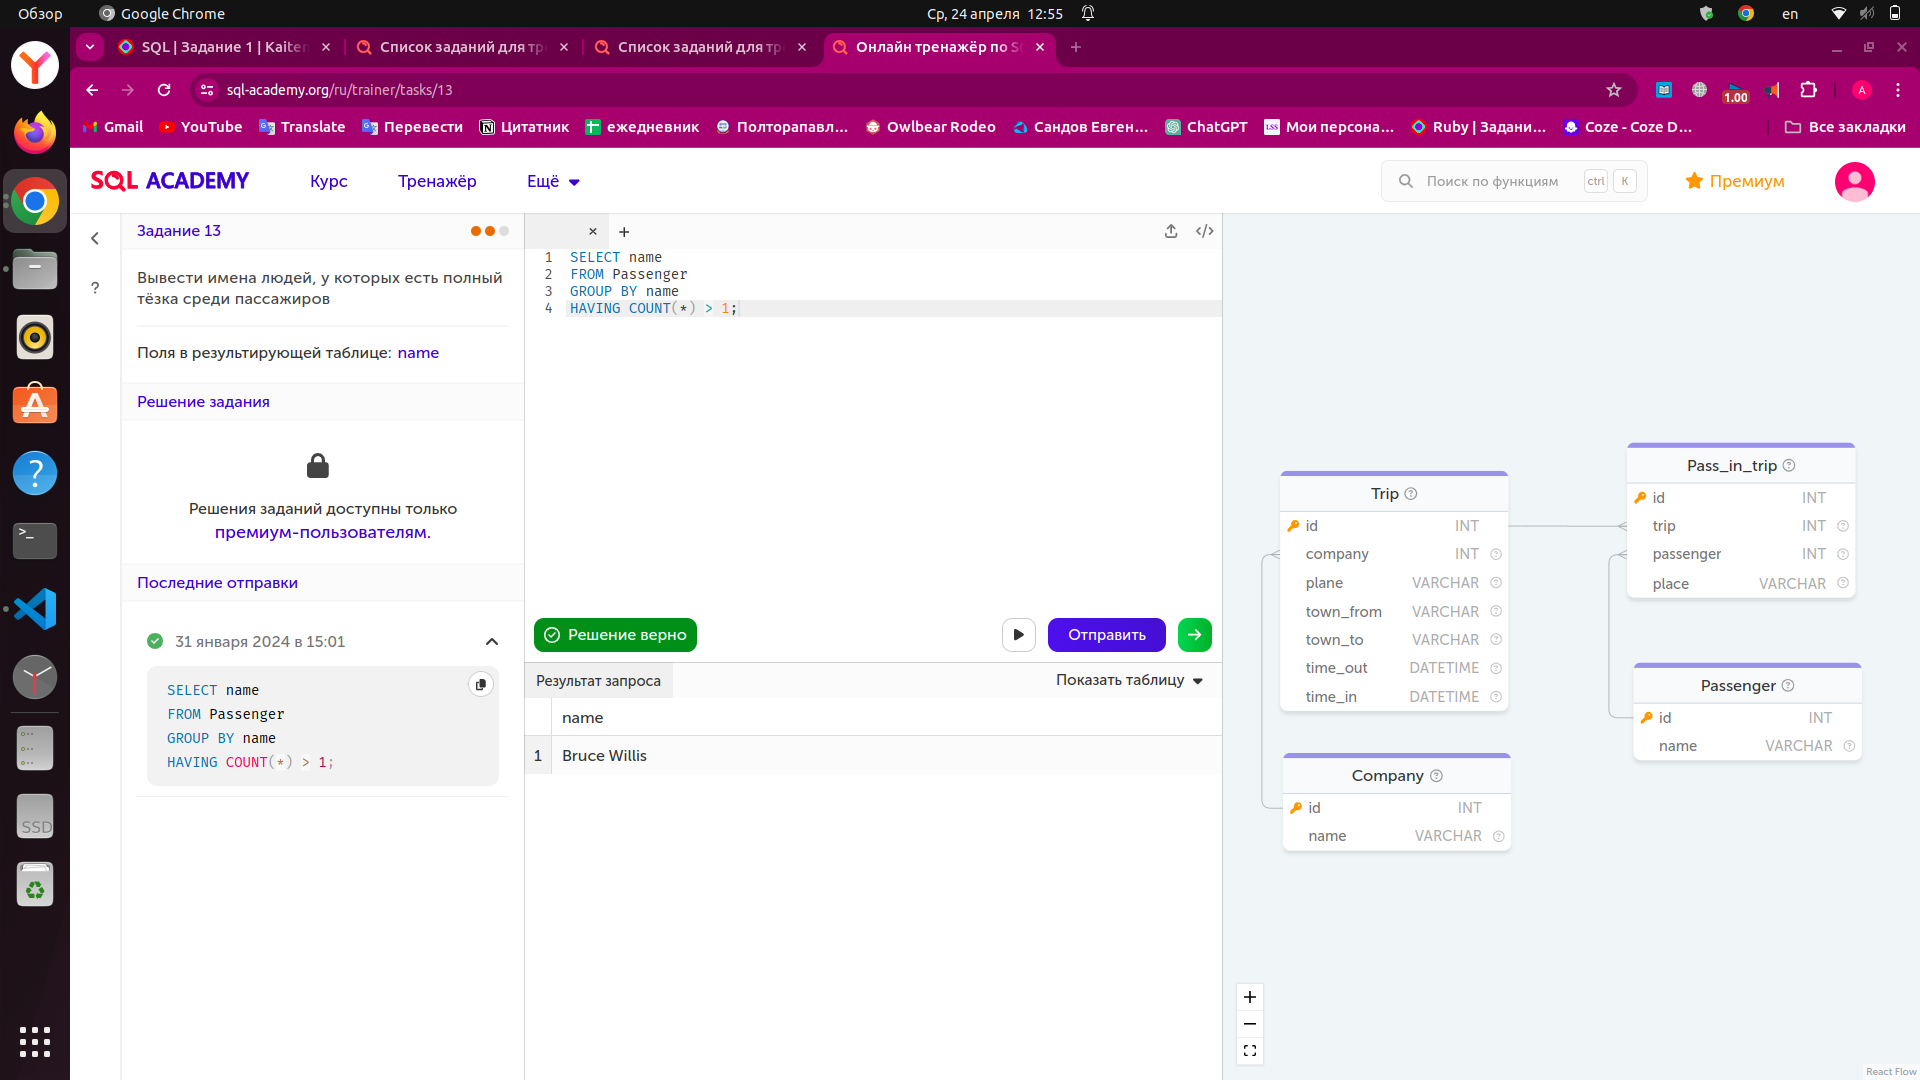 Обзор
Google Chrome
Ср, 24 апреля 12:55
en
SQL | Задание 1 | Kaiten
Список заданий для тр
Список заданий для тр
Онлайн тренажёр по S
sql-academy.org/ru/trainer/tasks/13
1.00
A
Gmail
YouTube
Translate
Перевести
Цитатник
ежедневник
Полторапавл...
Owlbear Rodeo
Сандов Евген...
ChatGPT
LSS
Мои персона...
Ruby | Задани...
Coze - Coze D...
Все закладки
SQL ACADEMY
Курс
Тренажёр
Ещё
Поиск по функциям
ctrl
K
Премиум
Задание 13
Вывести имена людей, у которых есть полный
тёзка среди пассажиров
Поля в результирующей таблице: name
Решение задания
Решения заданий доступны только
премиум-пользователям.
Последние отправки
31 января 2024 в 15:01
SELECT name
FROM Passenger
GROUP BY name
HAVING COUNT(*) > 1;
1 SELECT name
2 FROM Passenger
3 GROUP BY name
4 HAVING COUNT(*) > 1;
Решение верно
Отправить
Результат запроса
Показать таблицу
name
1 Bruce Willis
Trip
id INT
company INT
plane VARCHAR
town_from VARCHAR
town_to VARCHAR
time_out DATETIME
time_in DATETIME
Pass_in_trip
id INT
trip INT
passenger INT
place VARCHAR
Passenger
id INT
name VARCHAR
Company
id INT
name VARCHAR
SSD
React Flow